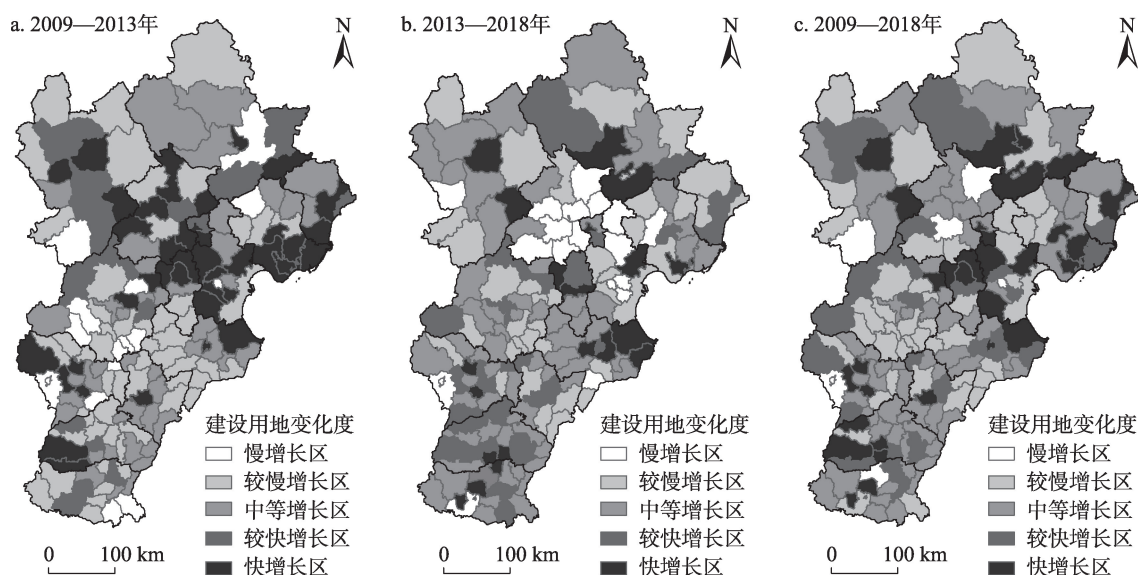 a. 2009—2013年
N
建设用地变化度
慢增长区
较慢增长区
中等增长区
较快增长区
快增长区
0 100 km
b. 2013—2018年
N
建设用地变化度
慢增长区
较慢增长区
中等增长区
较快增长区
快增长区
0 100 km
c. 2009—2018年
N
建设用地变化度
慢增长区
较慢增长区
中等增长区
较快增长区
快增长区
0 100 km